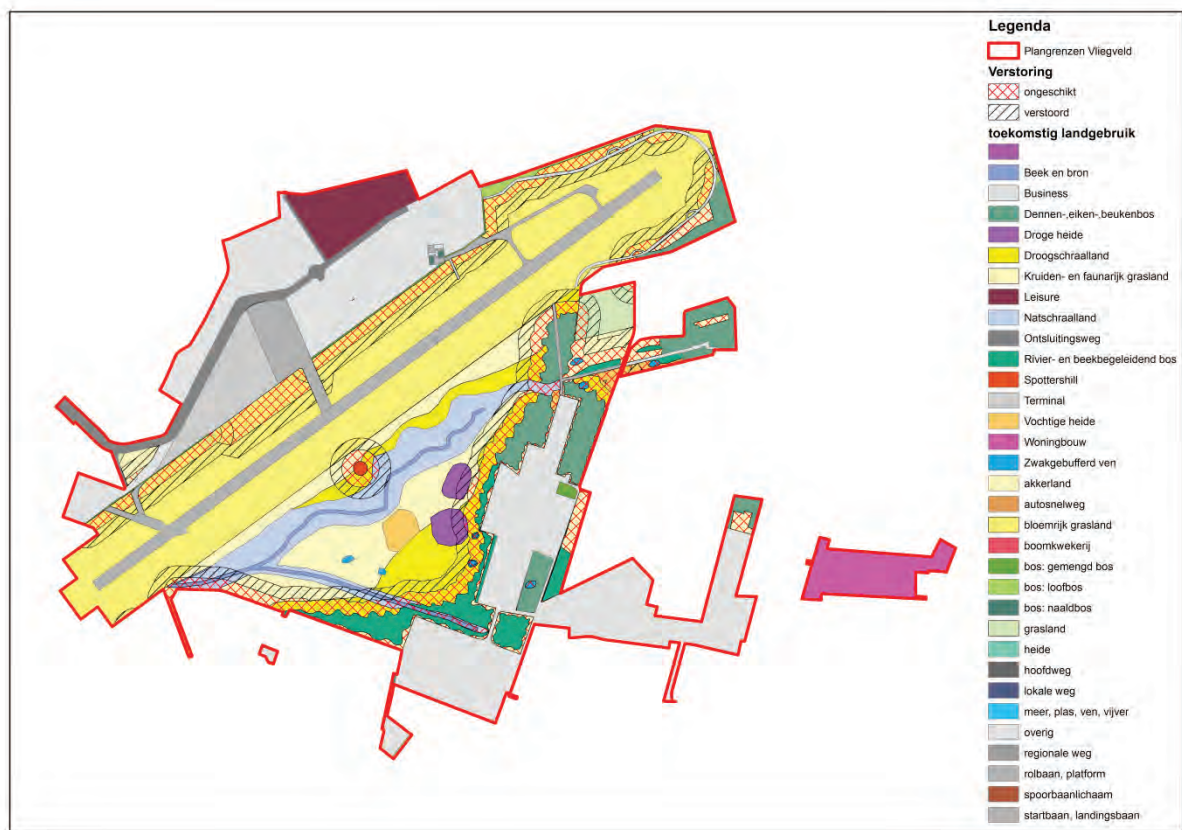 Legenda
Plangrenzen Vliegveld
Verstoring
ongeschikt
verstoord
toekomstig landgebruik
Beek en bron
Business
Dennen-,eiken-,beukenbos
Droge heide
Droogschraalland
Kruiden- en faunarijk grasland
Leisure
Natschraalland
Ontsluitingsweg
Rivier- en beekbegeleidend bos
Spottershill
Terminal
Vochtige heide
Woningbouw
Zwakgebufferd ven
akkerland
autosnelweg
bloemrijk grasland
boomkwekerij
bos: gemengd bos
bos: loofbos
bos: naaldbos
grasland
heide
hoofdweg
lokale weg
meer, plas, ven, vijver
overig
regionale weg
rolbaan, platform
spoorbaanlichaam
startbaan, landingsbaan